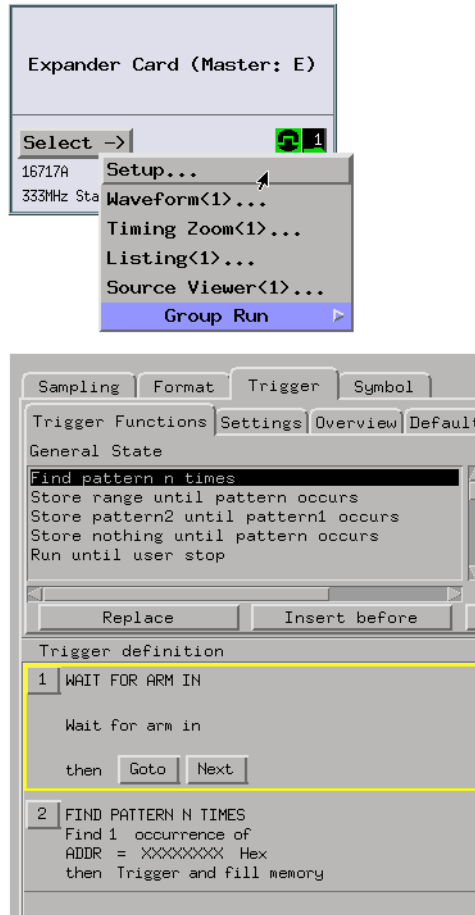 Expander Card (Master: E)
Select ->
1
16717A
333MHz Sta
Setup...
Waveform<1>...
Timing Zoom<1>...
Listing<1>...
Source Viewer<1>...
Group Run
Sampling Format Trigger Symbol
Trigger Functions Settings Overview Default
General State
Find pattern n times
Store range until pattern occurs
Store pattern2 until pattern1 occurs
Store nothing until pattern occurs
Run until user stop
Replace Insert before
Trigger definition
1 WAIT FOR ARM IN
Wait for arm in
then Goto Next
2 FIND PATTERN N TIMES
Find 1 occurrence of
ADDR = XXXXXXXX Hex
then Trigger and fill memory